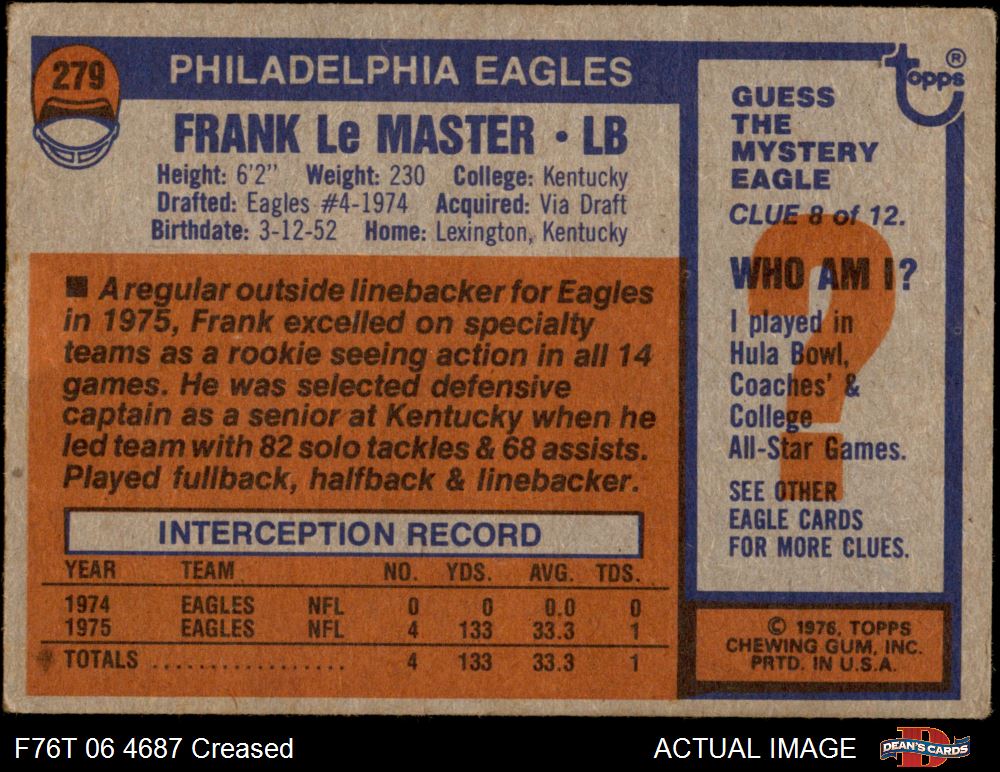 279
PHILADELPHIA EAGLES
FRANK Le MASTER • LB
Height: 6'2" Weight: 230 College: Kentucky
Drafted: Eagles #4-1974 Acquired: Via Draft
Birthdate: 3-12-52 Home: Lexington, Kentucky
■ A regular outside linebacker for Eagles
in 1975, Frank excelled on specialty
teams as a rookie seeing action in all 14
games. He was selected defensive
captain as a senior at Kentucky when he
led team with 82 solo tackles & 68 assists.
Played fullback, halfback & linebacker.
INTERCEPTION RECORD
YEAR TEAM NO. YDS. AVG. TDS.
1974 EAGLES NFL 0 0 0.0 0
1975 EAGLES NFL 4 133 33.3 1
TOTALS .................. 4 133 33.3 1
Topps ®
GUESS
THE
MYSTERY
EAGLE
CLUE 8 of 12.
?
WHO AM I?
I played in
Hula Bowl,
Coaches' &
College
All-Star Games.
SEE OTHER
EAGLE CARDS
FOR MORE CLUES.
© 1976, TOPPS
CHEWING GUM, INC.
PRTD. IN U.S.A.
F76T 06 4687 Creased
ACTUAL IMAGE
D
DEAN'S CARDS